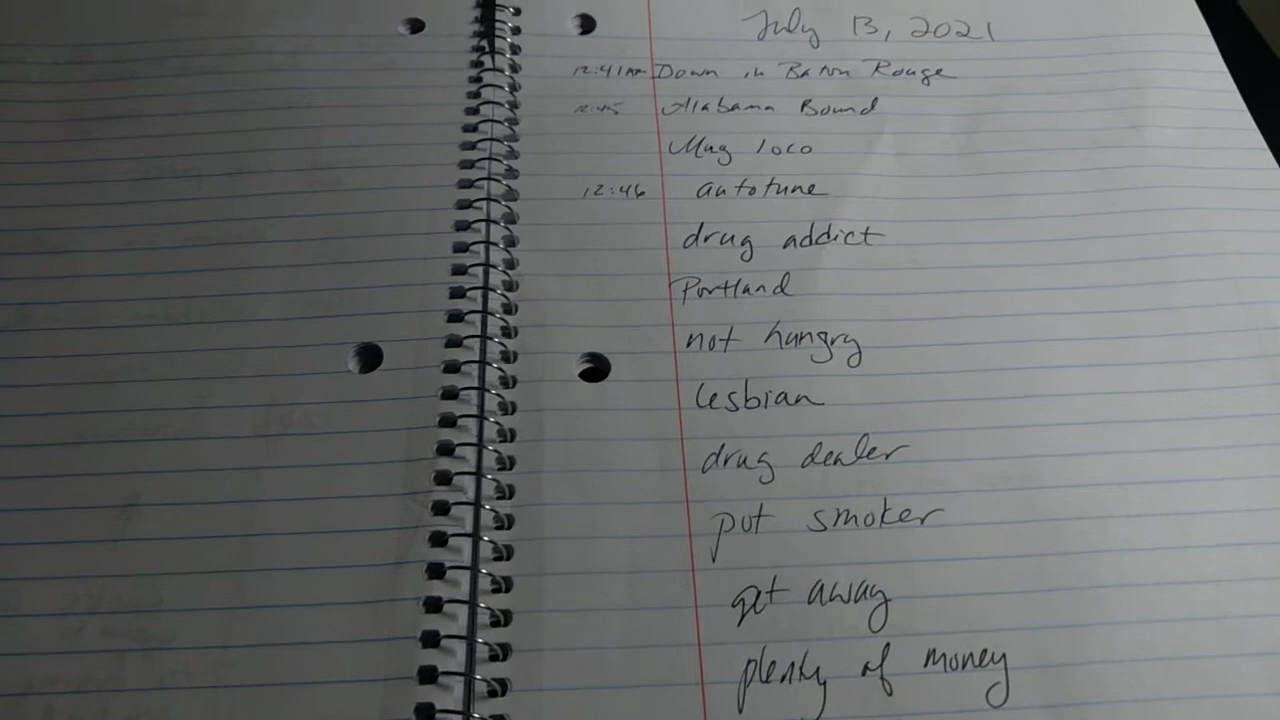 July 13, 2021
12:41AM Down in Baton Rouge
12:45 Alabama Bound
Muy loco
12:46 autotune
drug addict
Portland
not hungry
lesbian
drug dealer
pot smoker
get away
plenty of money